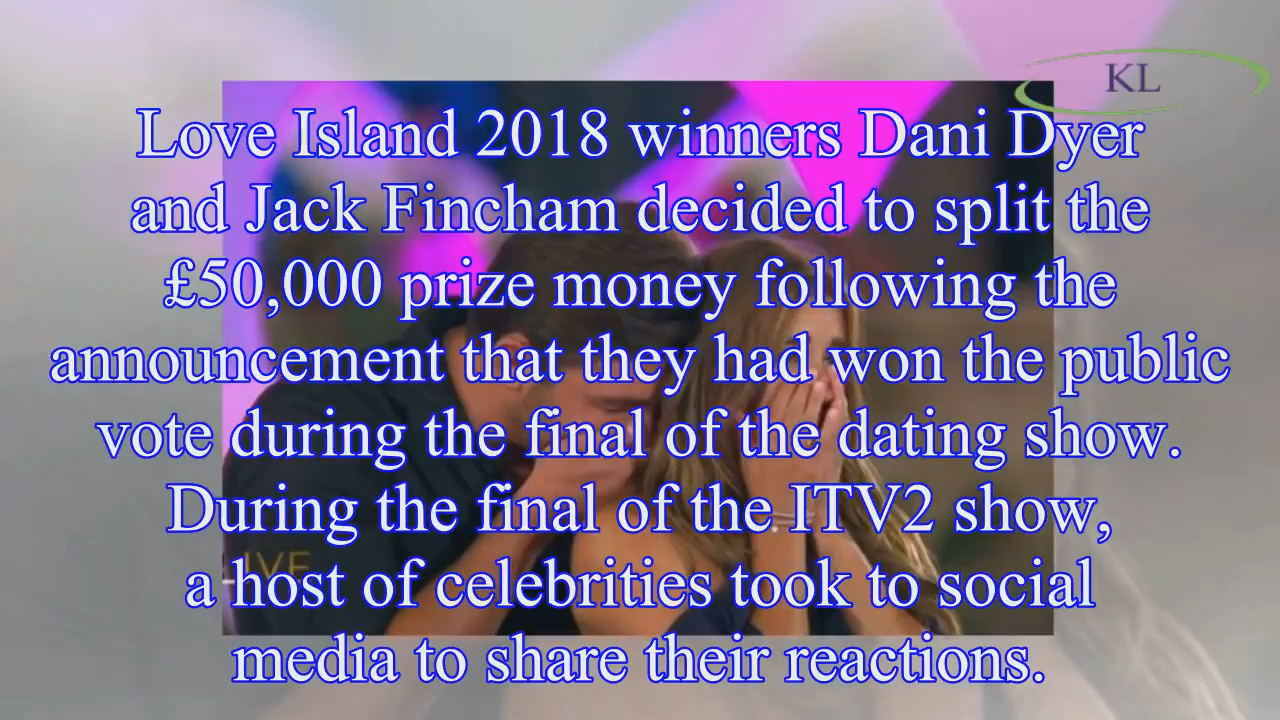 KL
Love Island 2018 winners Dani Dyer
and Jack Fincham decided to split the
£50,000 prize money following the
announcement that they had won the public
vote during the final of the dating show.
During the final of the ITV2 show,
a host of celebrities took to social
media to share their reactions.
LIVE